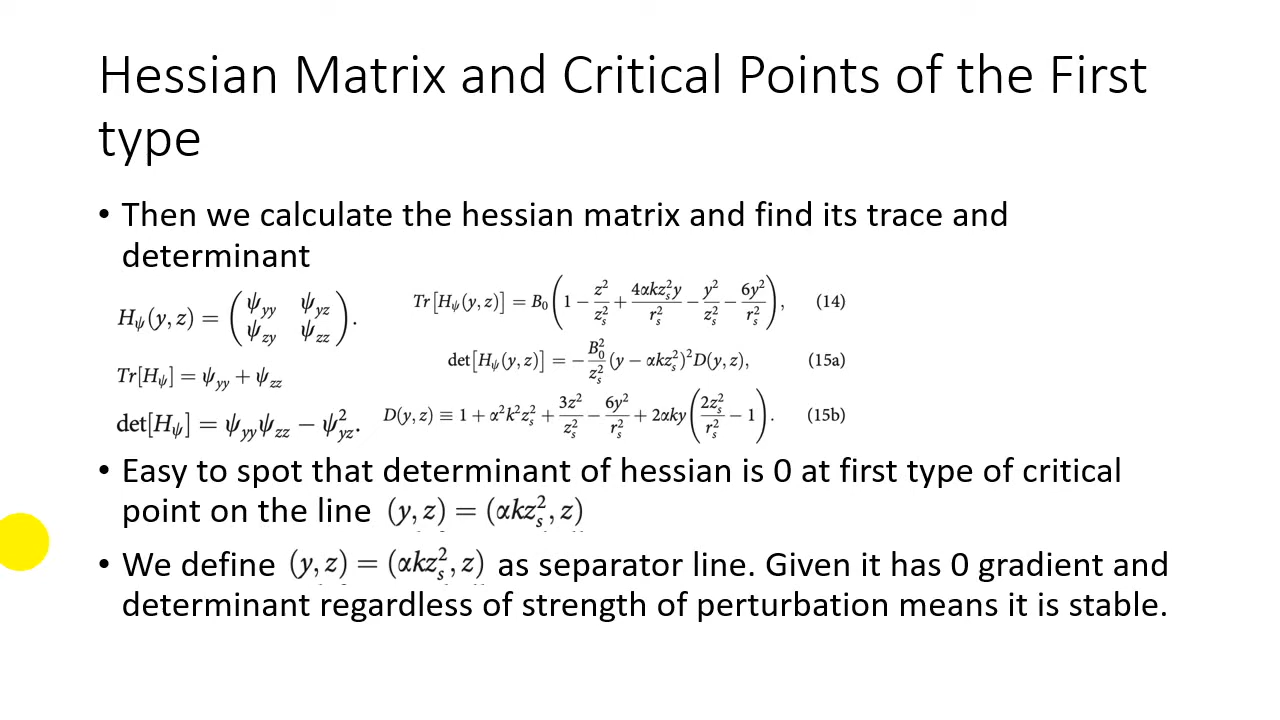 Hessian Matrix and Critical Points of the First
type
• Then we calculate the hessian matrix and find its trace and
determinant
H_ψ(y, z) = (ψ_yy ψ_yz
ψ_zy ψ_zz).
Tr[H_ψ(y, z)] = B_0(1 − z²/z_s² + 4αkz_s²y/r_s² − y²/z_s² − 6y²/r_s²), (14)
Tr[H_ψ] = ψ_yy + ψ_zz
det[H_ψ(y, z)] = −B_0²/z_s² (y − αkz_s²)²D(y, z), (15a)
det[H_ψ] = ψ_yyψ_zz − ψ_yz².
D(y, z) ≡ 1 + α²k²z_s² + 3z²/z_s² − 6y²/r_s² + 2αky(2z_s²/r_s² − 1). (15b)
• Easy to spot that determinant of hessian is 0 at first type of critical
point on the line (y, z) = (αkz_s², z)
• We define (y, z) = (αkz_s², z) as separator line. Given it has 0 gradient and
determinant regardless of strength of perturbation means it is stable.